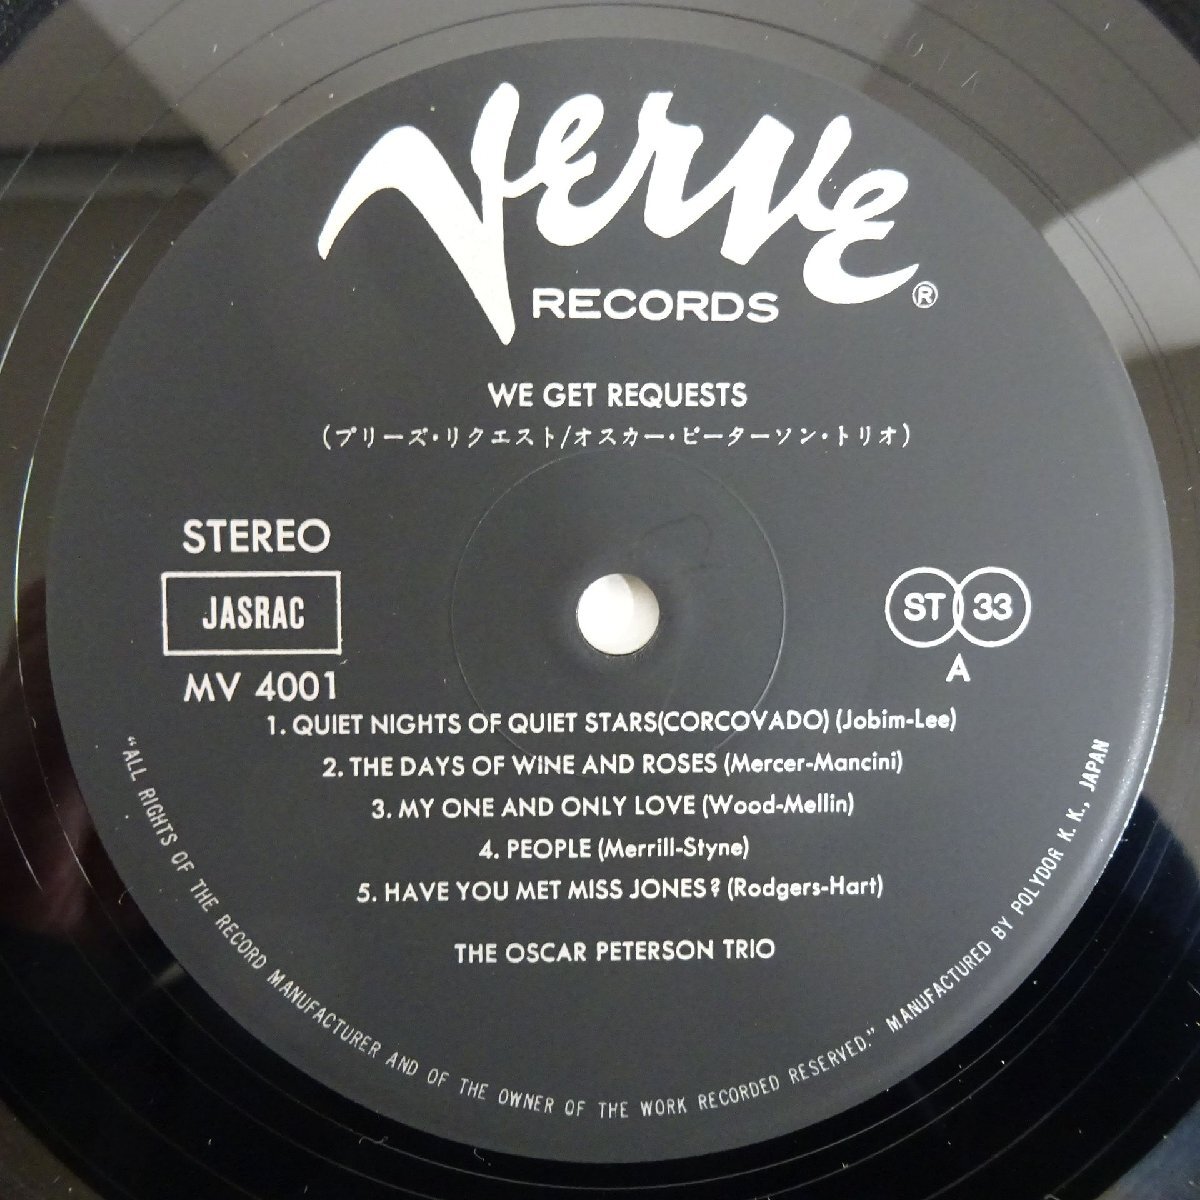 Verve
RECORDS ®
WE GET REQUESTS
(プリーズ・リクエスト/オスカー・ピーターソン・トリオ)
STEREO
JASRAC
MV 4001
ST 33
A
1. QUIET NIGHTS OF QUIET STARS(CORCOVADO) (Jobim-Lee)
2. THE DAYS OF WINE AND ROSES (Mercer-Mancini)
3. MY ONE AND ONLY LOVE (Wood-Mellin)
4. PEOPLE (Merrill-Styne)
5. HAVE YOU MET MISS JONES? (Rodgers-Hart)
THE OSCAR PETERSON TRIO
"ALL RIGHTS OF THE RECORD MANUFACTURER AND OF THE OWNER OF THE WORK RECORDED RESERVED." MANUFACTURED BY POLYDOR K. K., JAPAN